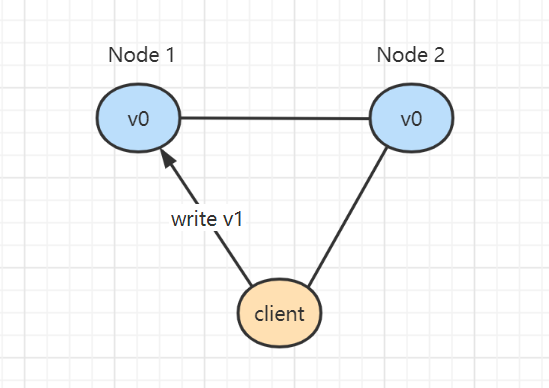 Node 1
Node 2
v0
v0
write v1
client